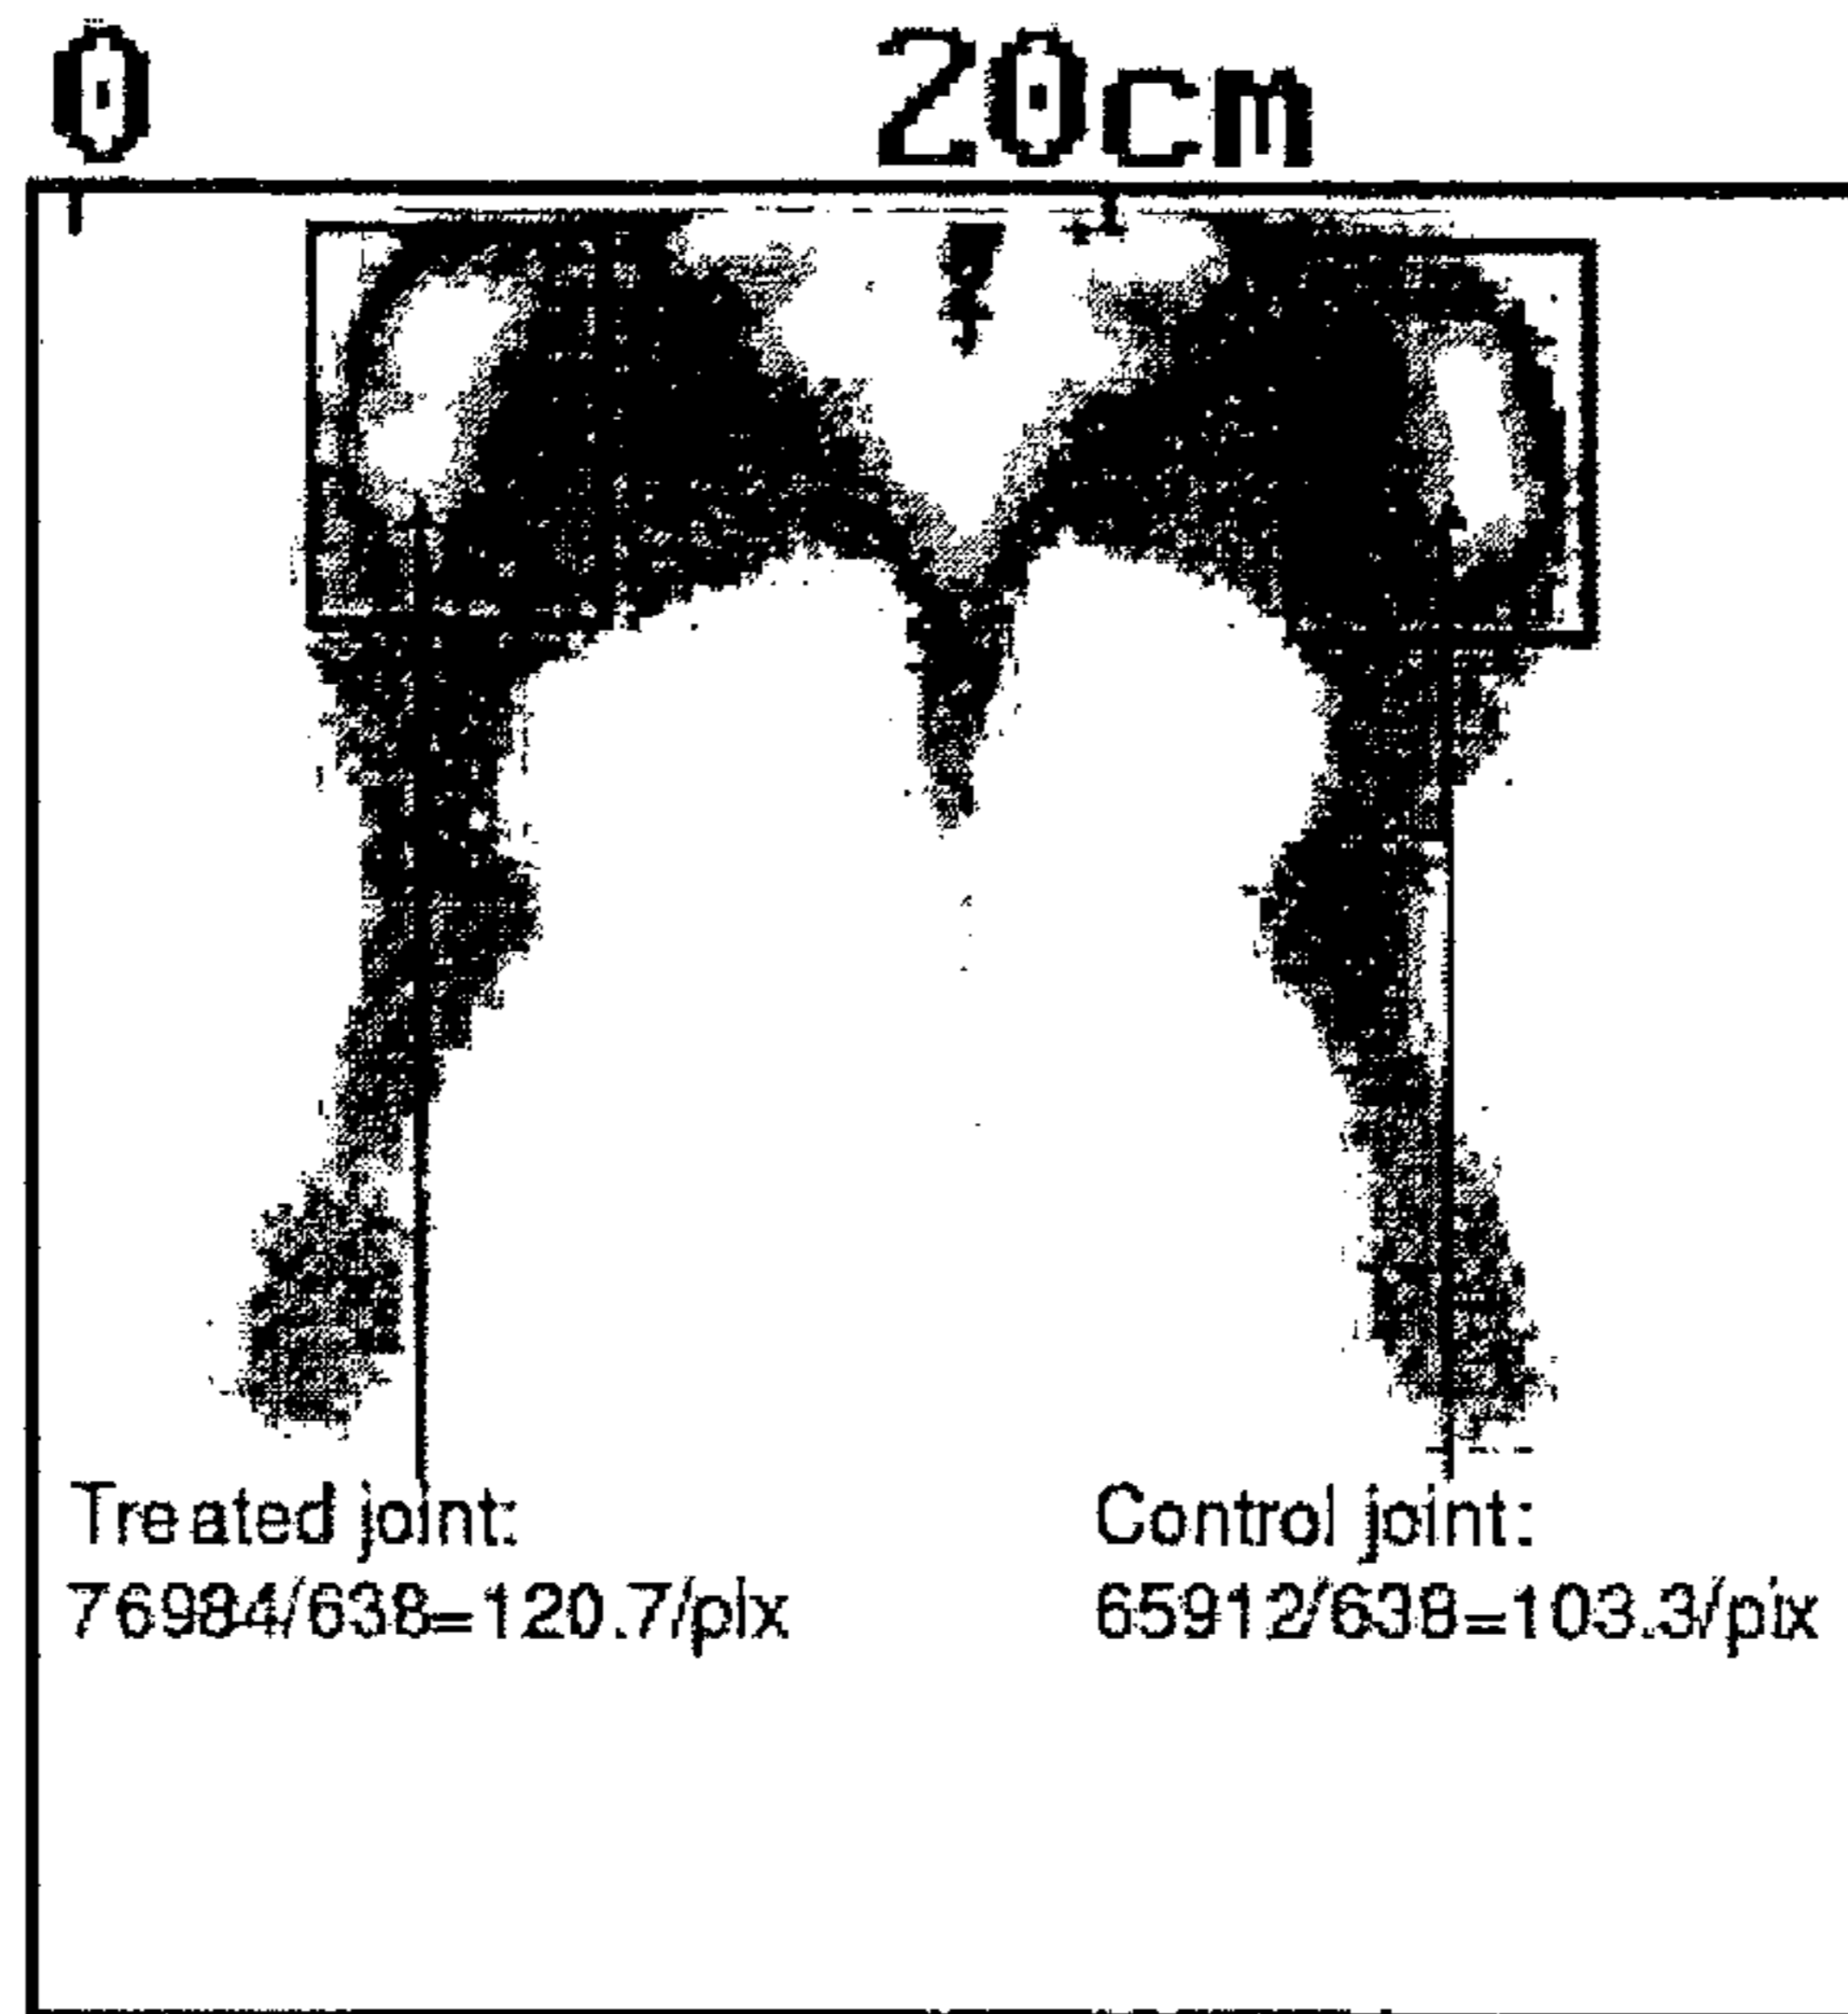 0 20cm
Treated joint: Control joint:
76984/638=120.7/pix 65912/638=103.3/pix